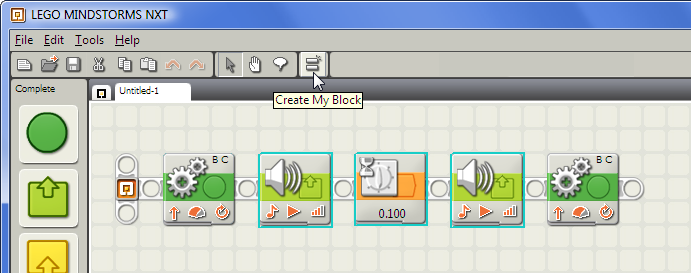 LEGO MINDSTORMS NXT
File Edit Tools Help
Complete
Untitled-1
Create My Block
B C
B C
0.100